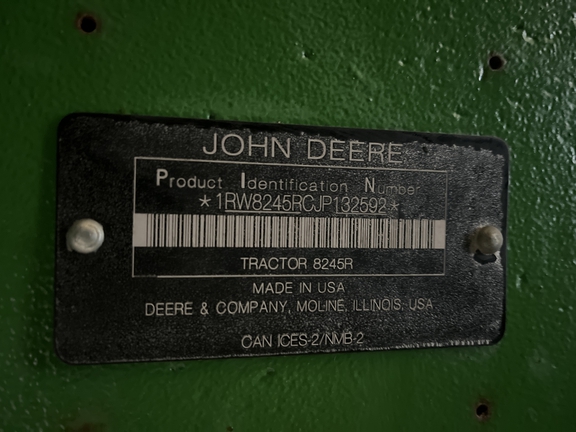 JOHN DEERE
Product Identification Number
*1RW8245RCJP132592*
TRACTOR 8245R
MADE IN USA
DEERE & COMPANY, MOLINE, ILLINOIS, USA
CAN ICES-2/NMB-2